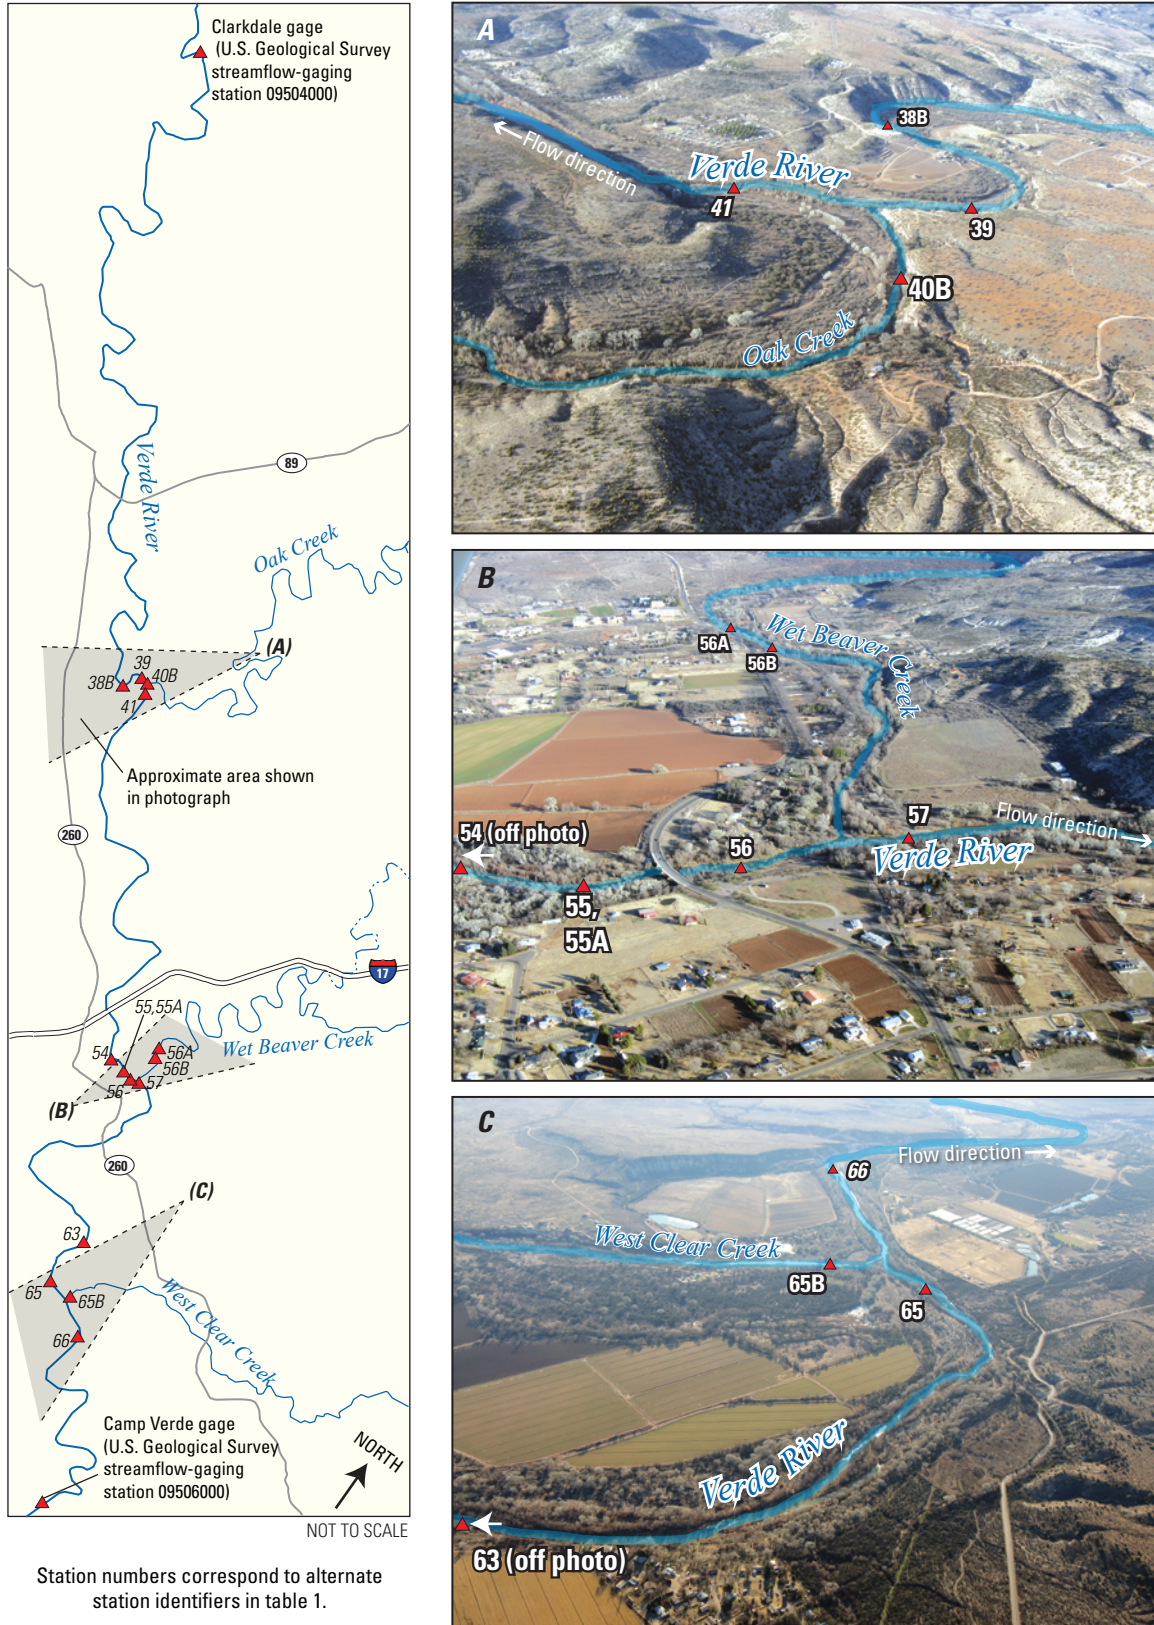 Clarkdale gage
(U.S. Geological Survey
streamflow-gaging
station 09504000)
89
Verde River
Oak Creek
(A)
39
38B
40B
41
Approximate area shown
in photograph
260
17
55,55A
54
56A
56B
Wet Beaver Creek
56
57
(B)
260
(C)
63
65
65B
66
West Clear Creek
Camp Verde gage
(U.S. Geological Survey
streamflow-gaging
station 09506000)
NORTH
NOT TO SCALE
Station numbers correspond to alternate
station identifiers in table 1.
A
38B
Flow direction
Verde River
41
39
40B
Oak Creek
B
56A
56B
Wet Beaver
Creek
54 (off photo)
57
Flow direction
56
Verde River
55,
55A
C
Flow direction
66
West Clear Creek
65B
65
Verde River
63 (off photo)